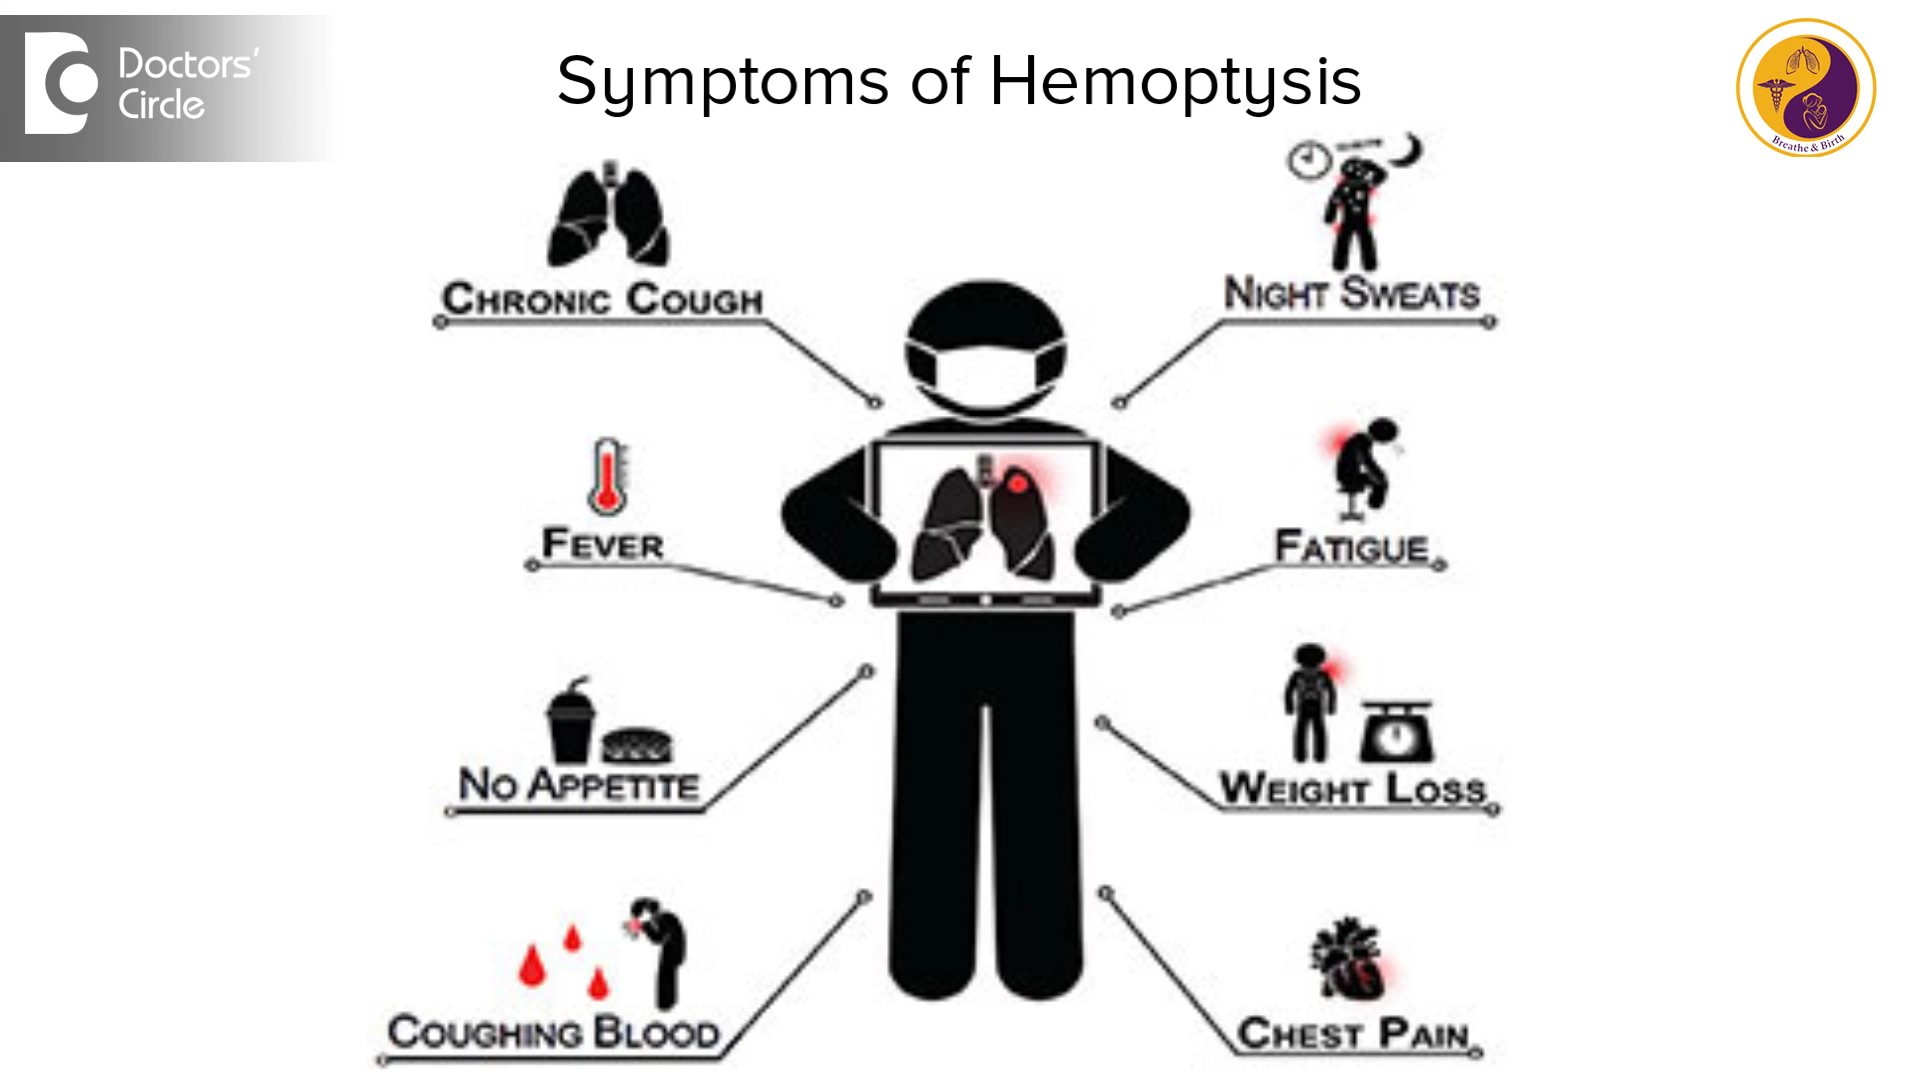 Doctors'
Circle
Symptoms of Hemoptysis
Breathe & Birth
CHRONIC COUGH
NIGHT SWEATS
FEVER
FATIGUE
NO APPETITE
WEIGHT LOSS
COUGHING BLOOD
CHEST PAIN